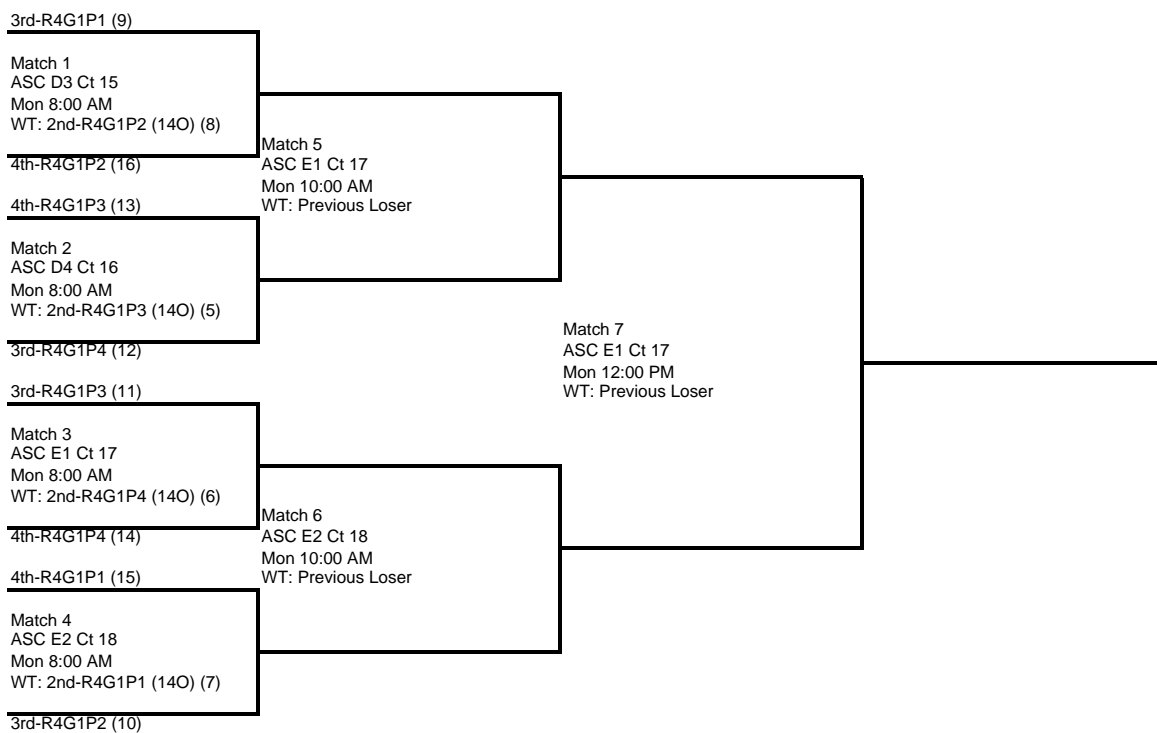 3rd-R4G1P1 (9)
Match 1
ASC D3 Ct 15
Mon 8:00 AM
WT: 2nd-R4G1P2 (14O) (8)
4th-R4G1P2 (16)
Match 5
ASC E1 Ct 17
Mon 10:00 AM
WT: Previous Loser
4th-R4G1P3 (13)
Match 2
ASC D4 Ct 16
Mon 8:00 AM
WT: 2nd-R4G1P3 (14O) (5)
3rd-R4G1P4 (12)
Match 7
ASC E1 Ct 17
Mon 12:00 PM
WT: Previous Loser
3rd-R4G1P3 (11)
Match 3
ASC E1 Ct 17
Mon 8:00 AM
WT: 2nd-R4G1P4 (14O) (6)
4th-R4G1P4 (14)
Match 6
ASC E2 Ct 18
Mon 10:00 AM
WT: Previous Loser
4th-R4G1P1 (15)
Match 4
ASC E2 Ct 18
Mon 8:00 AM
WT: 2nd-R4G1P1 (14O) (7)
3rd-R4G1P2 (10)